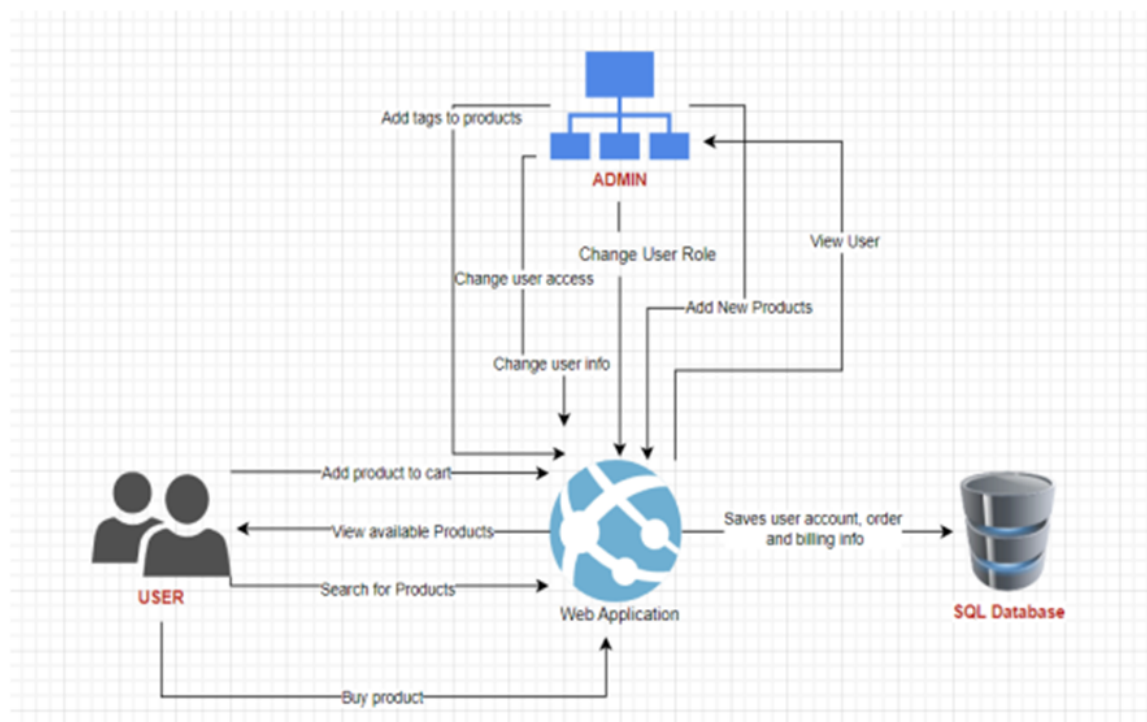 Add tags to products
ADMIN
View User
Change User Role
Change user access
Add New Products
Change user info
Add product to cart
View available Products
Saves user account, order
and billing info
Search for Products
USER
Web Application
SQL Database
Buy product